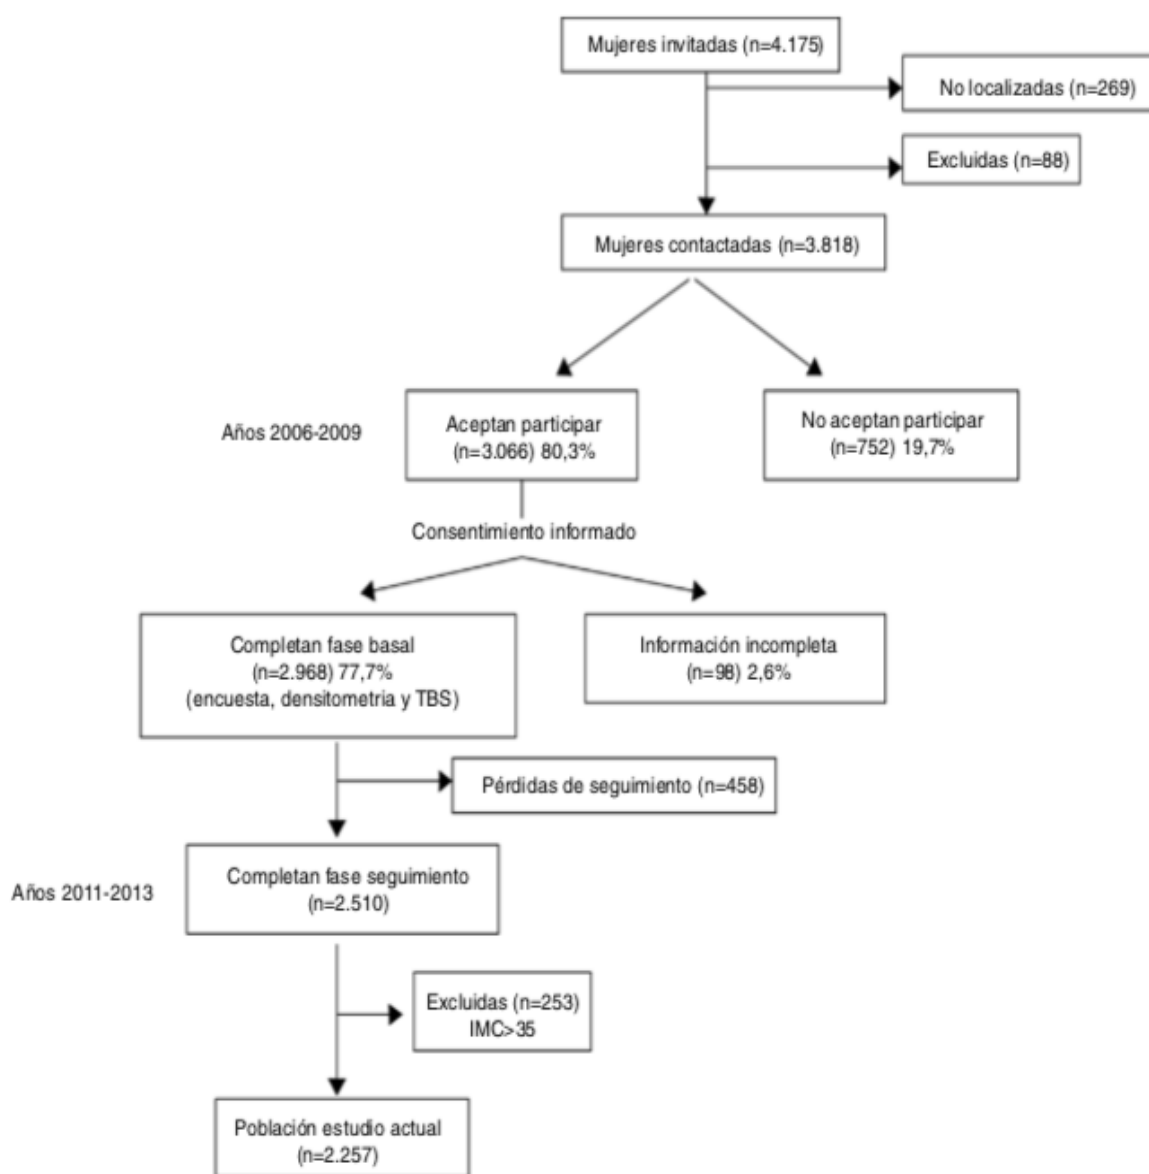 Mujeres invitadas (n=4.175)
No localizadas (n=269)
Excluidas (n=88)
Mujeres contactadas (n=3.818)
Años 2006-2009
Aceptan participar
(n=3.066) 80,3%
No aceptan participar
(n=752) 19,7%
Consentimiento informado
Completan fase basal
(n=2.968) 77,7%
(encuesta, densitometria y TBS)
Información incompleta
(n=98) 2,6%
Pérdidas de seguimiento (n=458)
Años 2011-2013
Completan fase seguimiento
(n=2.510)
Excluidas (n=253)
IMC>35
Población estudio actual
(n=2.257)